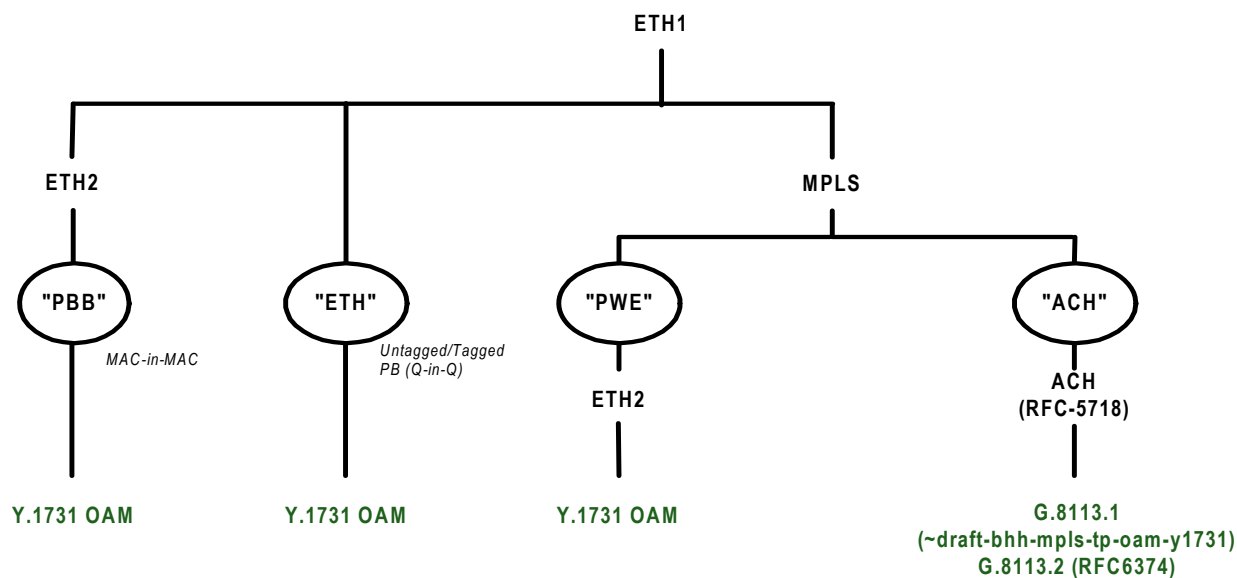 ETH1
ETH2
MPLS
"PBB"
"ETH"
"PWE"
"ACH"
MAC-in-MAC
Untagged/Tagged
PB (Q-in-Q)
ETH2
ACH
(RFC-5718)
Y.1731 OAM
Y.1731 OAM
Y.1731 OAM
G.8113.1
(~draft-bhh-mpls-tp-oam-y1731)
G.8113.2 (RFC6374)